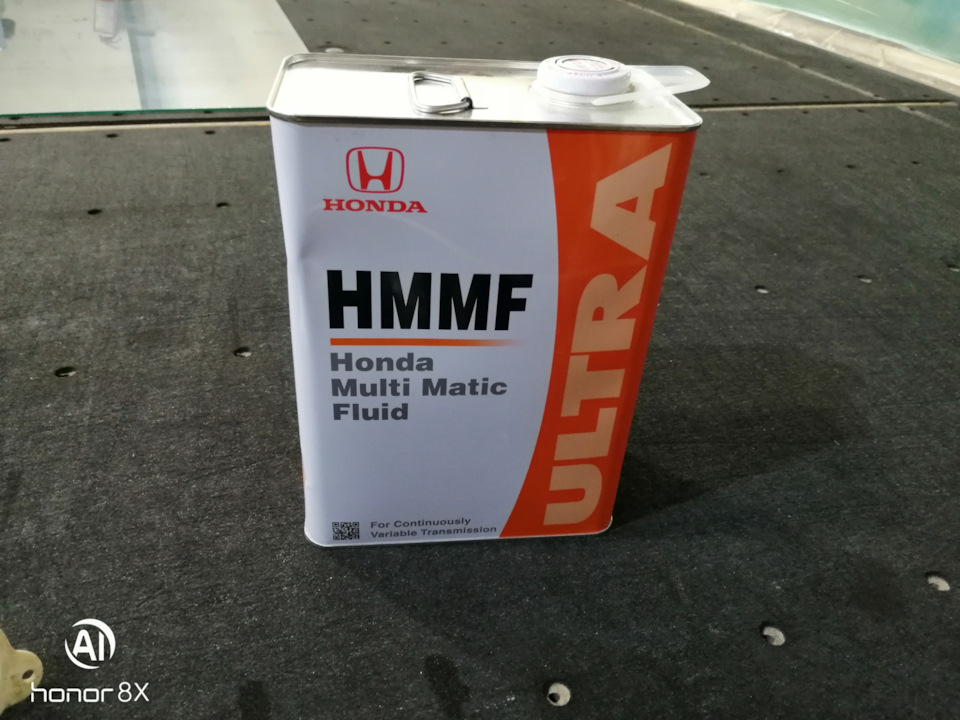 HONDA
HMMF
Honda
Multi Matic
Fluid
For Continuously
Variable Transmission
ULTRA
AI
honor 8X